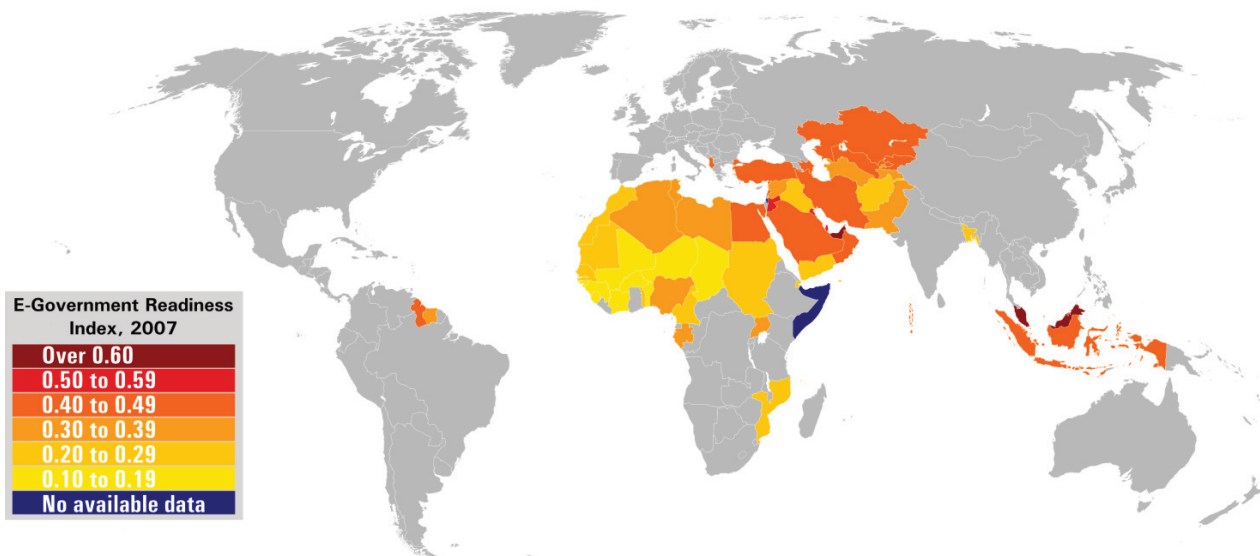 E-Government Readiness
Index, 2007
Over 0.60
0.50 to 0.59
0.40 to 0.49
0.30 to 0.39
0.20 to 0.29
0.10 to 0.19
No available data